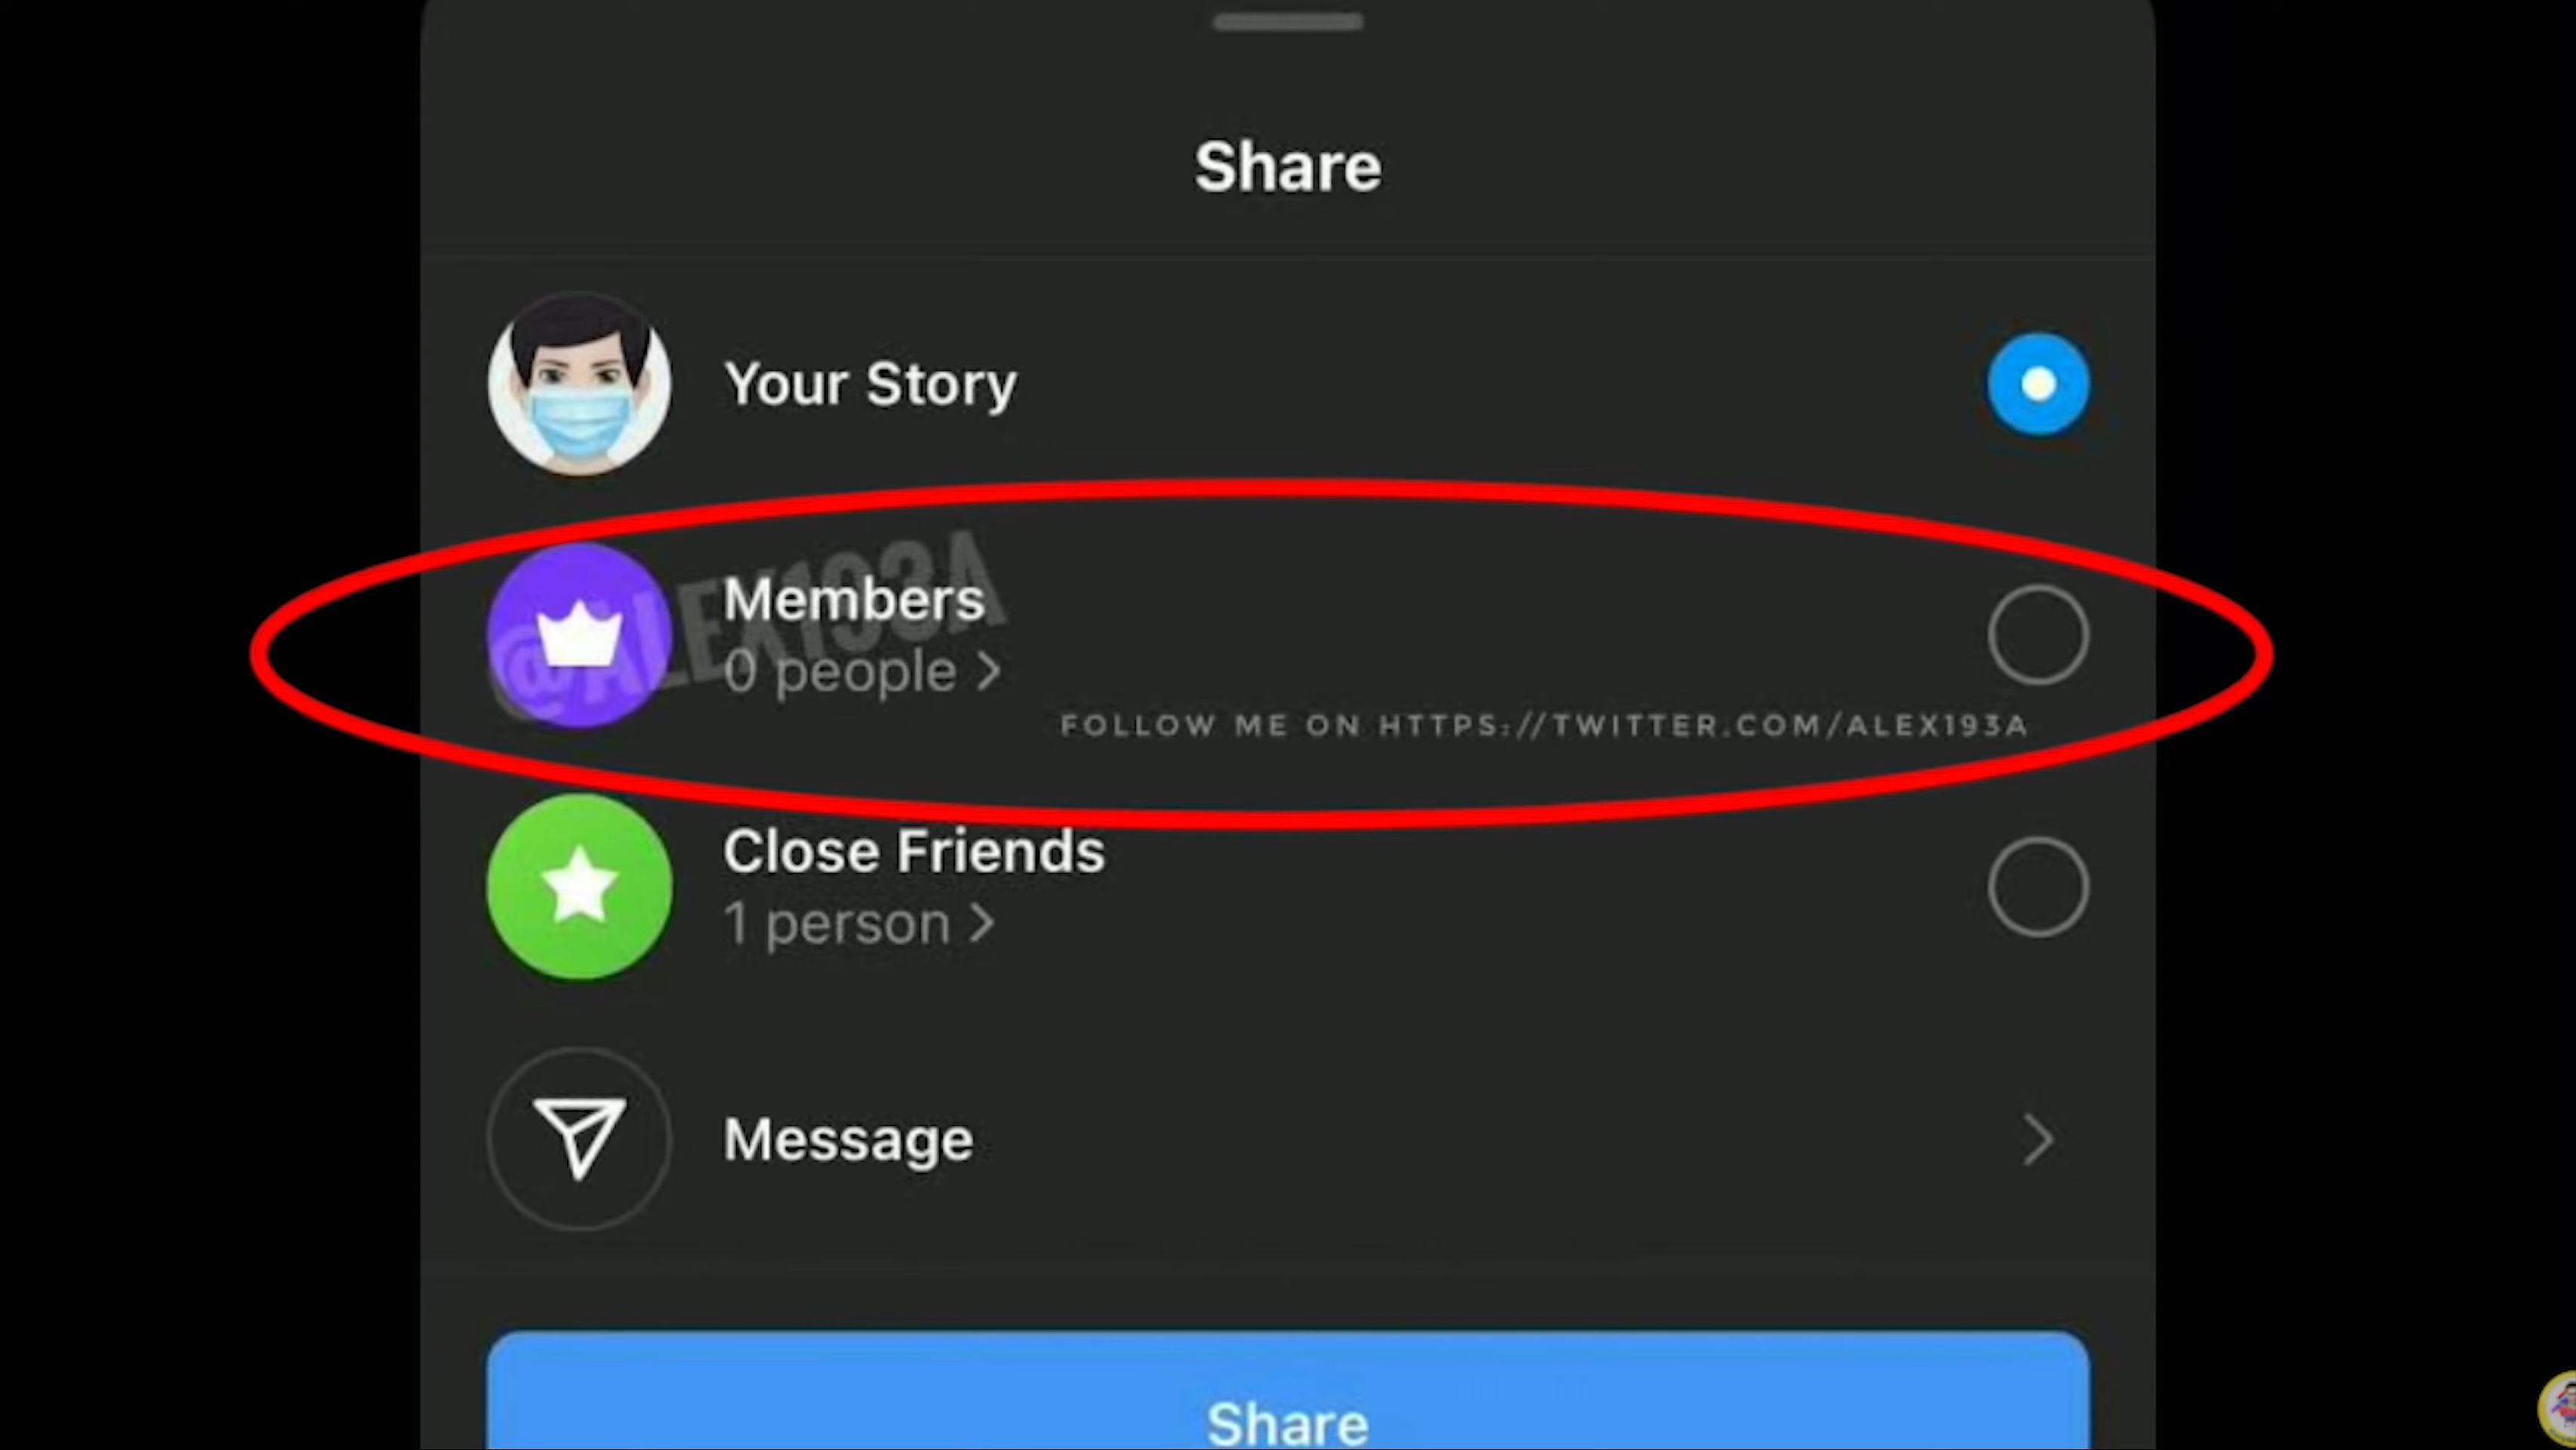 Share
Your Story
Members
@ALEX193A
0 people >
FOLLOW ME ON HTTPS://TWITTER.COM/ALEX193A
Close Friends
1 person >
Message
Share